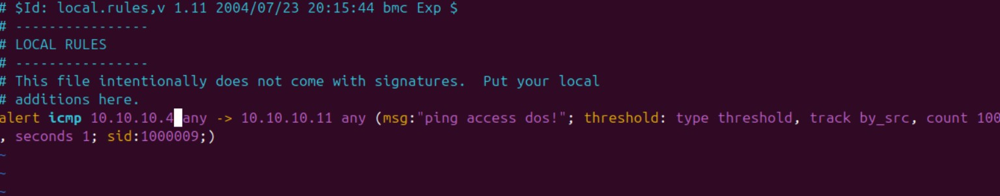 # $Id: local.rules,v 1.11 2004/07/23 20:15:44 bmc Exp $
# ----------------
# LOCAL RULES
# ----------------
# This file intentionally does not come with signatures.  Put your local
# additions here.
alert icmp 10.10.10.4 any -> 10.10.10.11 any (msg:"ping access dos!"; threshold: type threshold, track by_src, count 100
, seconds 1; sid:1000009;)
~
~
~